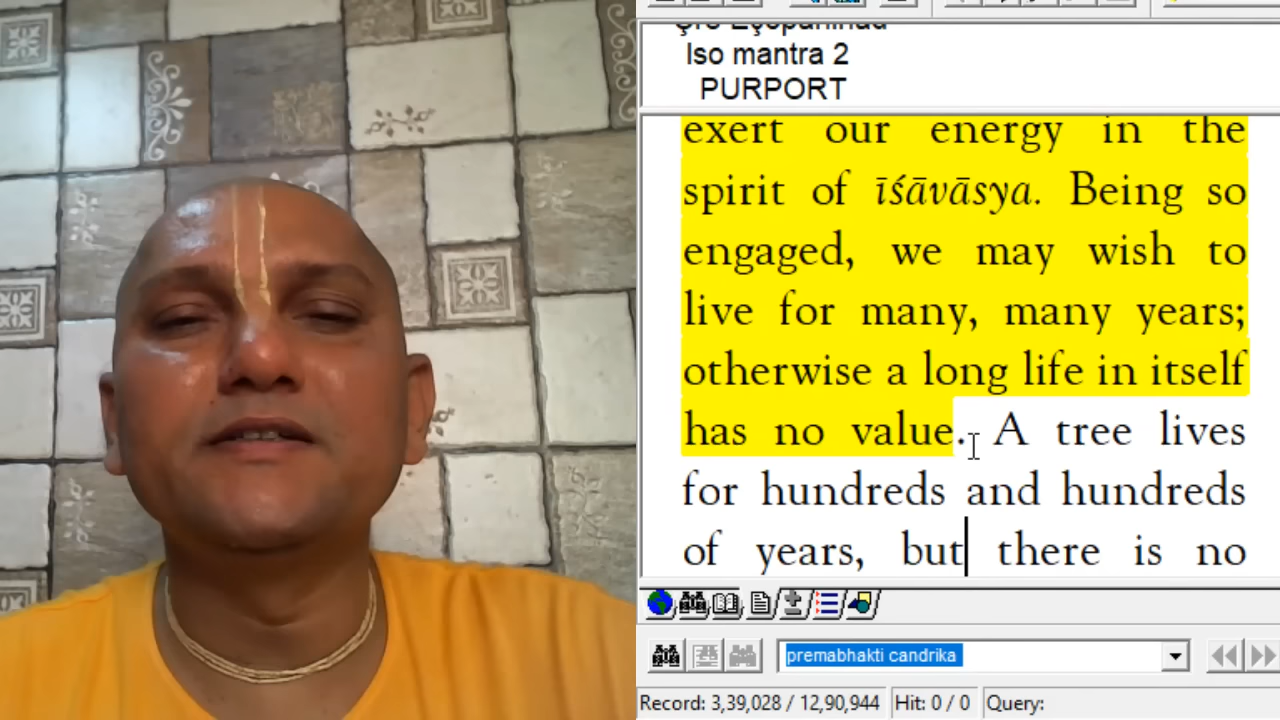 Çré Éçopaniñad
Iso mantra 2
PURPORT
exert our energy in the
spirit of īśāvāsya. Being so
engaged, we may wish to
live for many, many years;
otherwise a long life in itself
has no value. A tree lives
for hundreds and hundreds
of years, but there is no
premabhakti candrika
Record: 3,39,028 / 12,90,944
Hit: 0 / 0
Query: